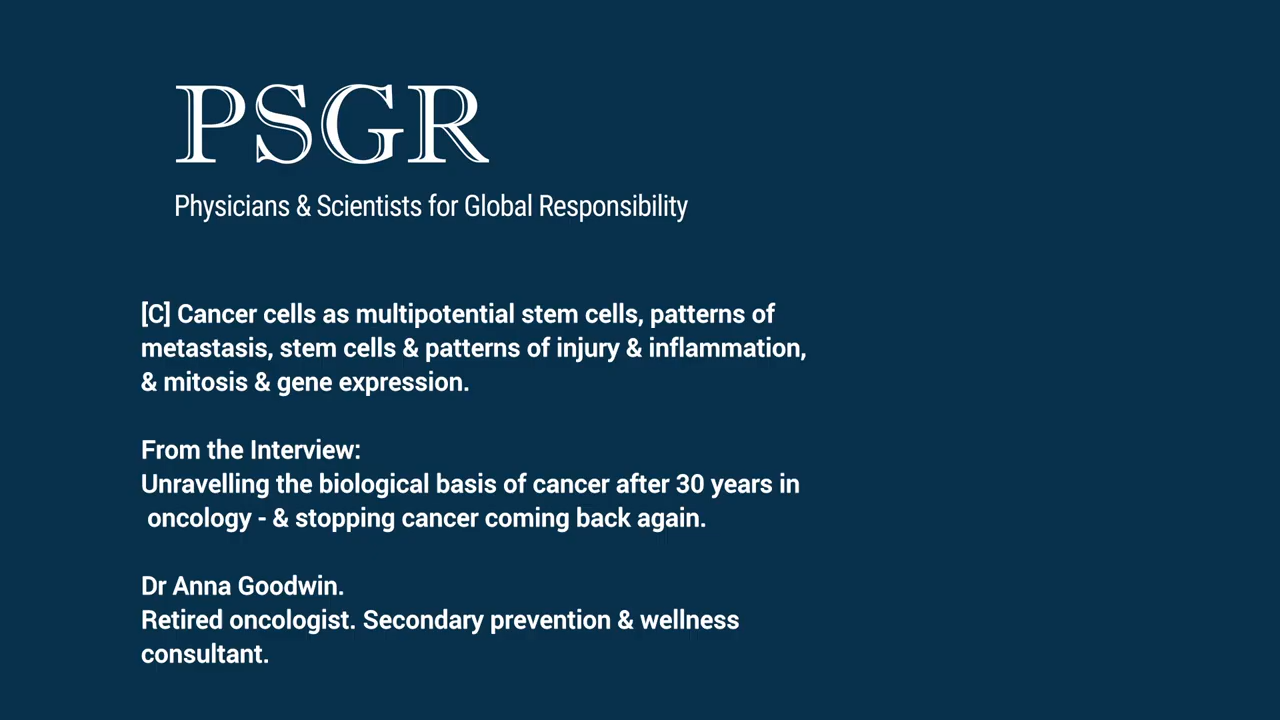 PSGR
Physicians & Scientists for Global Responsibility
[C] Cancer cells as multipotential stem cells, patterns of
metastasis, stem cells & patterns of injury & inflammation,
& mitosis & gene expression.
From the Interview:
Unravelling the biological basis of cancer after 30 years in
oncology - & stopping cancer coming back again.
Dr Anna Goodwin.
Retired oncologist. Secondary prevention & wellness
consultant.